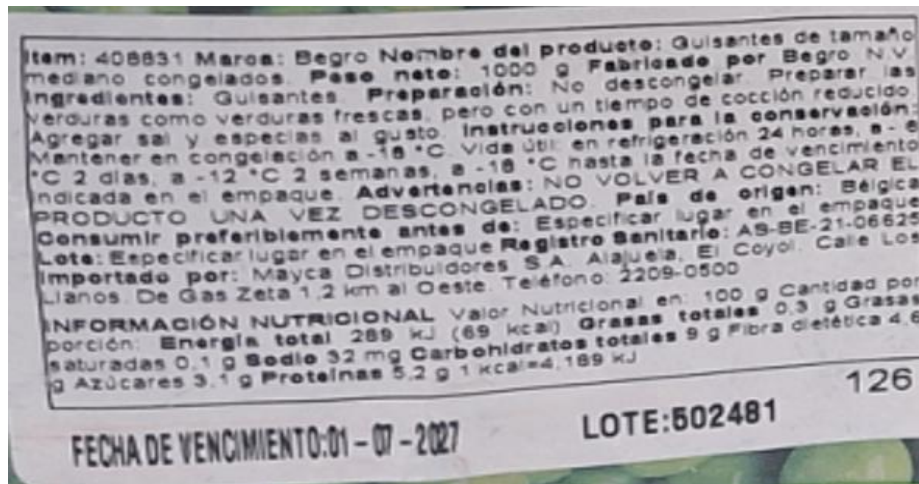 Item: 408831 Marca: Begro Nombre del producto: Guisantes de tamaño
mediano congelados. Peso neto: 1000 g Fabricado por Begro N.V.
Ingredientes: Guisantes. Preparación: No descongelar. Preparar las
verduras como verduras frescas, pero con un tiempo de cocción reducido.
Agregar sal y especias al gusto. Instrucciones para la conservación:
Mantener en congelación a -18 °C. Vida útil: en refrigeración 24 horas, a - 6
°C 2 días, a -12 °C 2 semanas, a -18 °C hasta la fecha de vencimiento
indicada en el empaque. Advertencias: NO VOLVER A CONGELAR EL
PRODUCTO UNA VEZ DESCONGELADO. País de origen: Bélgica
Consumir preferiblemente antes de: Especificar lugar en el empaque
Lote: Especificar lugar en el empaque Registro Sanitario: AS-BE-21-06629
Importado por: Mayca Distribuidores S.A. Alajuela, El Coyol. Calle Los
Llanos. De Gas Zeta 1,2 km al Oeste. Teléfono: 2209-0500
INFORMACIÓN NUTRICIONAL Valor Nutricional en: 100 g Cantidad por
porción: Energía total 289 kJ (69 kcal) Grasas totales 0,3 g Grasas
saturadas 0,1 g Sodio 32 mg Carbohidratos totales 9 g Fibra dietética 4,6
g Azúcares 3,1 g Proteínas 5,2 g 1 kcal=4,189 kJ
126
FECHA DE VENCIMIENTO:01-07-2027
LOTE:502481